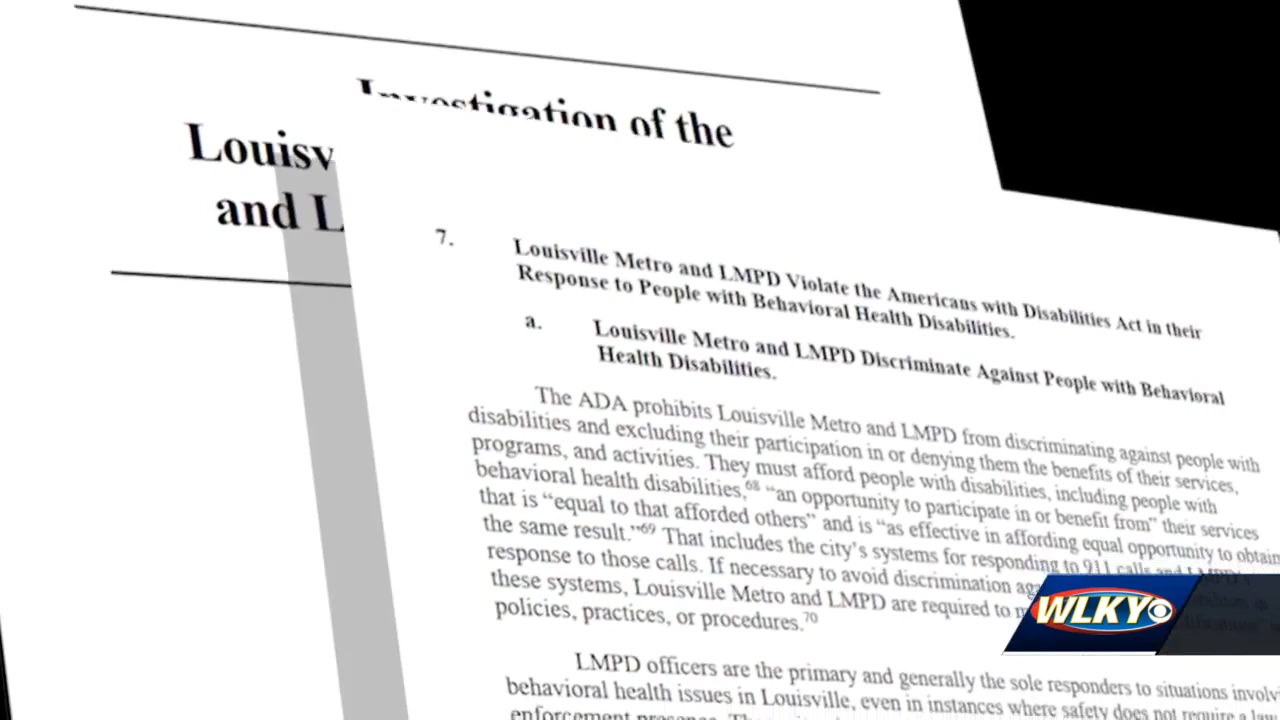 Investigation of the
Louisv
and L
7. Louisville Metro and LMPD Violate the Americans with Disabilities Act in their
Response to People with Behavioral Health Disabilities.
a. Louisville Metro and LMPD Discriminate Against People with Behavioral
Health Disabilities.
The ADA prohibits Louisville Metro and LMPD from discriminating against people with
disabilities and excluding their participation in or denying them the benefits of their services,
programs, and activities. They must afford people with disabilities, including people with
behavioral health disabilities,68 “an opportunity to participate in or benefit from” their services
that is “equal to that afforded others” and is “as effective in affording equal opportunity to obtain
the same result.”69 That includes the city’s systems for responding to 911 calls and LMPD's
response to those calls. If necessary to avoid discrimination
these systems, Louisville Metro and LMPD are required to
policies, practices, or procedures.70
LMPD officers are the primary and generally the sole responders to situations involvi
behavioral health issues in Louisville, even in instances where safety does not require a law
enforcement presence.
WLKY